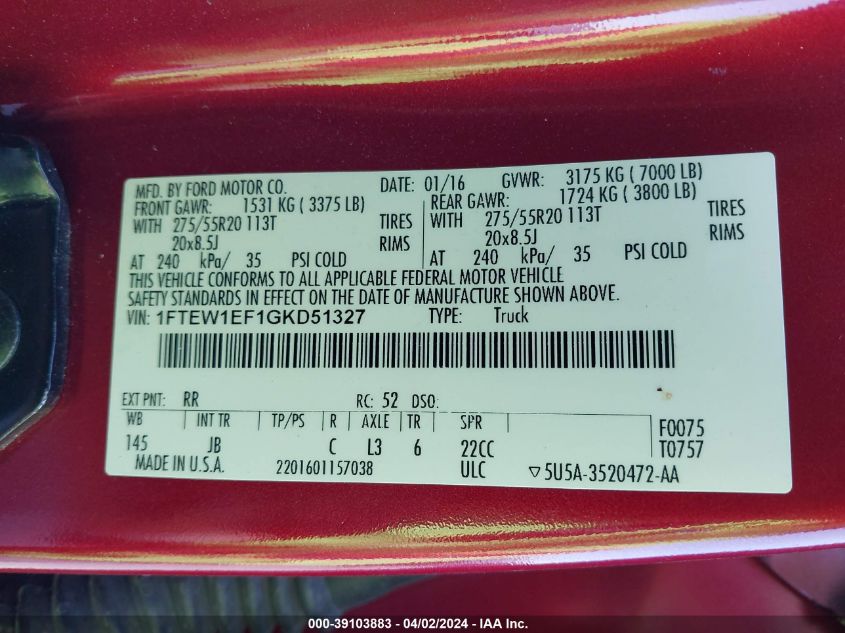 MFD. BY FORD MOTOR CO. DATE: 01/16 GVWR: 3175 KG ( 7000 LB)
FRONT GAWR: 1531 KG ( 3375 LB) REAR GAWR: 1724 KG ( 3800 LB)
WITH 275/55R20 113T TIRES WITH 275/55R20 113T TIRES
20x8.5J RIMS 20x8.5J RIMS
AT 240 kPa/ 35 PSI COLD AT 240 kPa/ 35 PSI COLD
THIS VEHICLE CONFORMS TO ALL APPLICABLE FEDERAL MOTOR VEHICLE
SAFETY STANDARDS IN EFFECT ON THE DATE OF MANUFACTURE SHOWN ABOVE.
VIN: 1FTEW1EF1GKD51327 TYPE: Truck
EXT PNT: RR RC: 52 DSO:
WB INT TR TP/PS R AXLE TR SPR F0075
145 JB C L3 6 22CC T0757
MADE IN U.S.A. 2201601157038 ULC ▽5U5A-3520472-AA
000-39103883 / 04/02/2024 - IAA Inc.